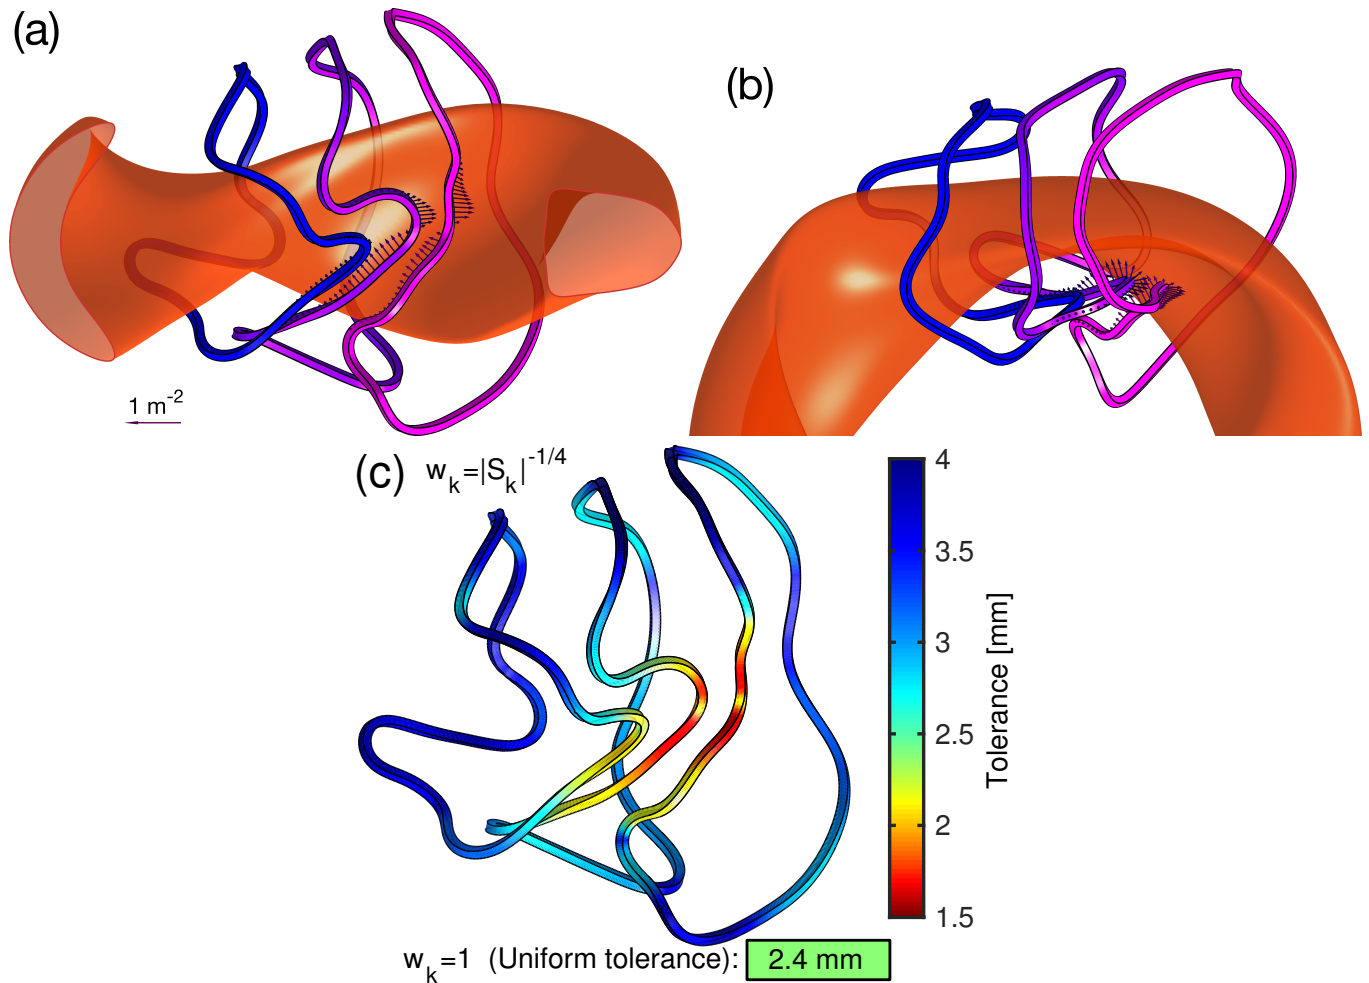 (a)
(b)
1 m⁻²
(c) wₖ=|Sₖ|⁻¹/⁴
4
3.5
3
2.5
2
1.5
Tolerance [mm]
wₖ=1 (Uniform tolerance): 2.4 mm